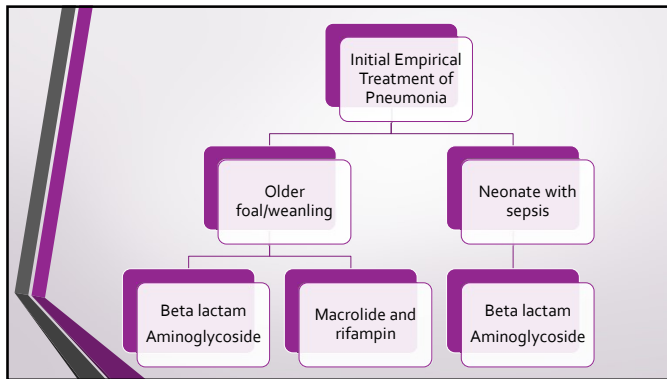 Initial Empirical
Treatment of
Pneumonia
Older
foal/weanling
Neonate with
sepsis
Beta lactam
Aminoglycoside
Macrolide and
rifampin
Beta lactam
Aminoglycoside